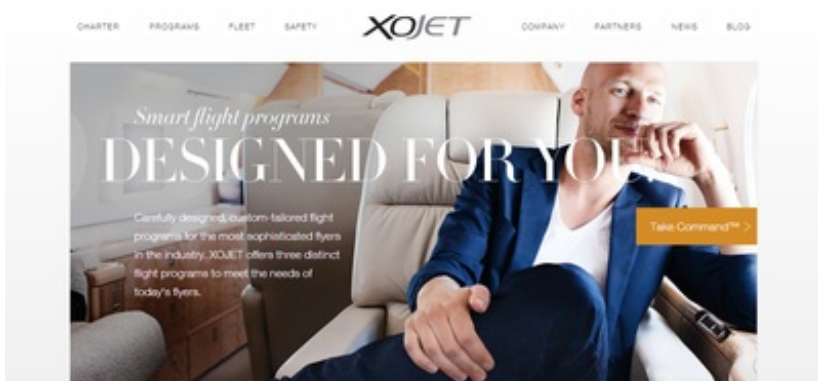 CHARTER PROGRAMS FLEET SAFETY XOJET COMPANY PARTNERS NEWS BLOG
Smart flight programs
DESIGNED FOR YOU.
Carefully designed, custom-tailored flight
programs for the most sophisticated flyers
in the industry. XOJET offers three distinct
flight programs to meet the needs of
today's flyers.
Take Command™ >